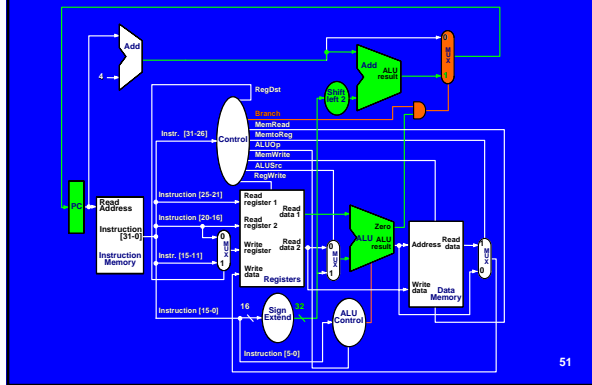 0
M
U
X
1
Add
Add
ALU
result
4
Shift
left 2
RegDst
Branch
MemRead
Instr. [31-26]
Control
MemtoReg
ALUOp
MemWrite
ALUSrc
RegWrite
PC
Read
Address
Instruction
[31-0]
Instruction
Memory
Instruction [25-21]
Read
register 1
Read
data 1
Instruction [20-16]
Read
register 2
0
M
U
X
1
Instr. [15-11]
Write
register
Read
data 2
Write
data
Registers
0
M
U
X
1
Zero
ALU
ALU
result
Address
Read
data
Write
data
Data
Memory
1
M
U
X
0
Instruction [15-0]
16
Sign
Extend
32
ALU
Control
Instruction [5-0]
51